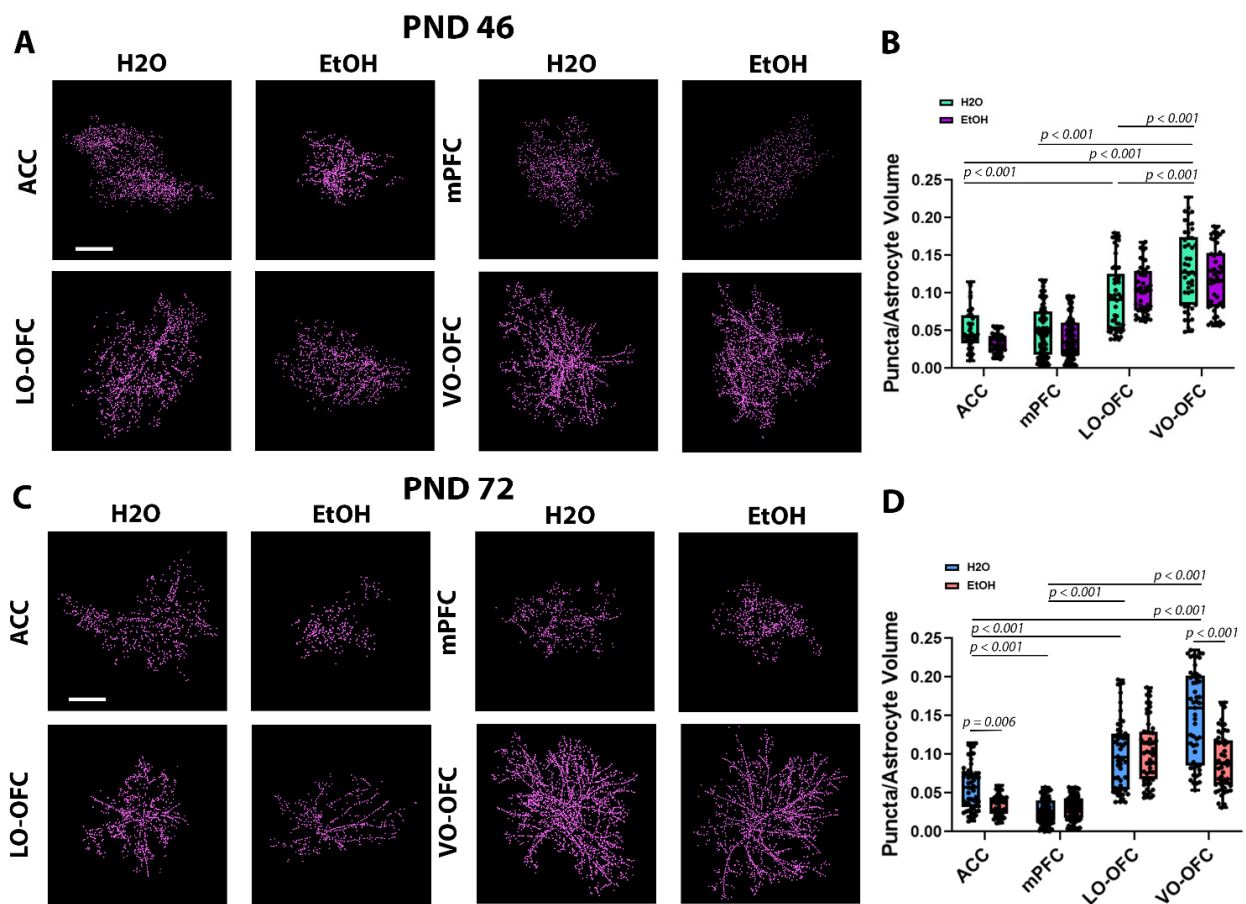 A
PND 46
H2O
EtOH
H2O
EtOH
ACC
mPFC
LO-OFC
VO-OFC
B
H2O
EtOH
p < 0.001
p < 0.001
p < 0.001
p < 0.001
p < 0.001
Puncta/Astrocyte Volume
0.25
0.20
0.15
0.10
0.05
0.00
ACC
mPFC
LO-OFC
VO-OFC
C
PND 72
H2O
EtOH
H2O
EtOH
ACC
mPFC
LO-OFC
VO-OFC
D
H2O
EtOH
p < 0.001
p < 0.001
p < 0.001
p < 0.001
p < 0.001
p < 0.001
p = 0.006
Puncta/Astrocyte Volume
0.25
0.20
0.15
0.10
0.05
0.00
ACC
mPFC
LO-OFC
VO-OFC